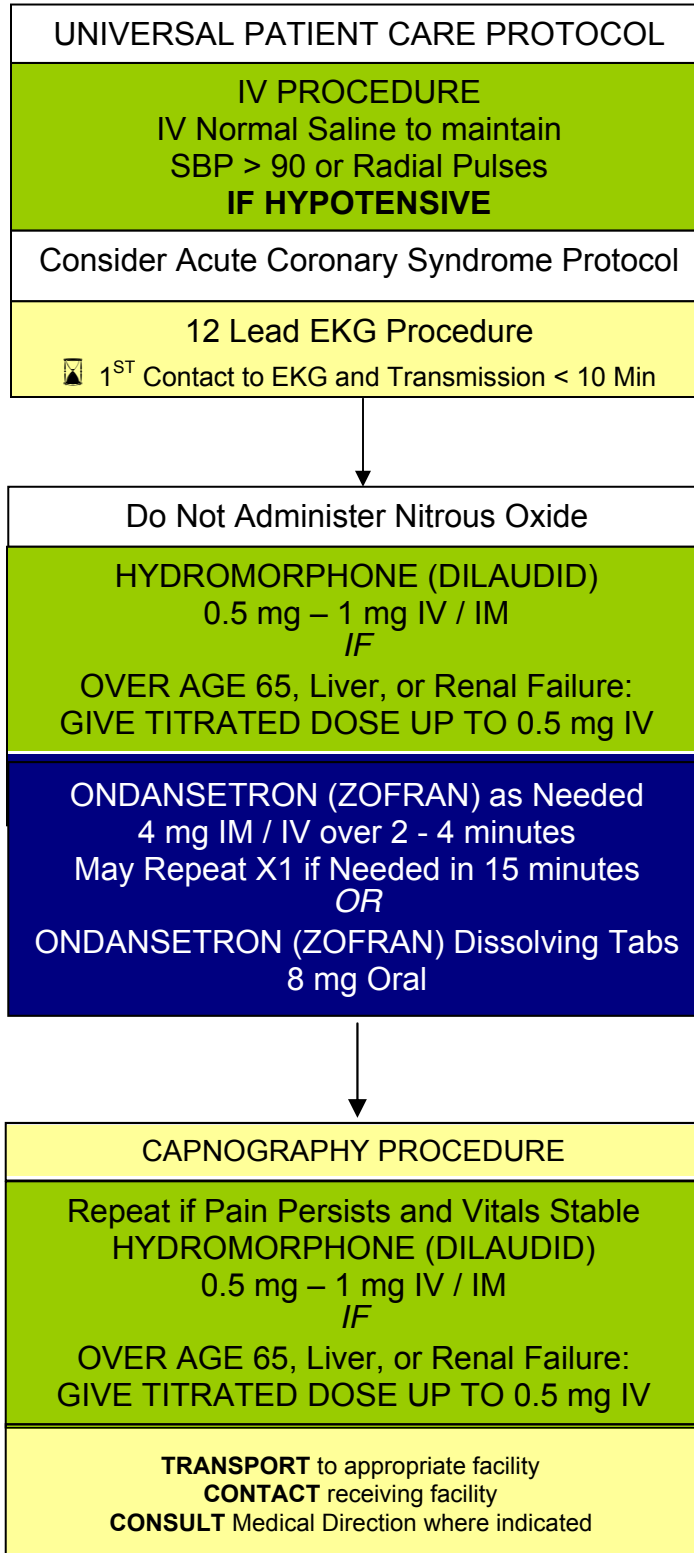 UNIVERSAL PATIENT CARE PROTOCOL
IV PROCEDURE
IV Normal Saline to maintain
SBP > 90 or Radial Pulses
IF HYPOTENSIVE
Consider Acute Coronary Syndrome Protocol
12 Lead EKG Procedure
⌛ 1ST Contact to EKG and Transmission < 10 Min
Do Not Administer Nitrous Oxide
HYDROMORPHONE (DILAUDID)
0.5 mg – 1 mg IV / IM
IF
OVER AGE 65, Liver, or Renal Failure:
GIVE TITRATED DOSE UP TO 0.5 mg IV
ONDANSETRON (ZOFRAN) as Needed
4 mg IM / IV over 2 - 4 minutes
May Repeat X1 if Needed in 15 minutes
OR
ONDANSETRON (ZOFRAN) Dissolving Tabs
8 mg Oral
CAPNOGRAPHY PROCEDURE
Repeat if Pain Persists and Vitals Stable
HYDROMORPHONE (DILAUDID)
0.5 mg – 1 mg IV / IM
IF
OVER AGE 65, Liver, or Renal Failure:
GIVE TITRATED DOSE UP TO 0.5 mg IV
TRANSPORT to appropriate facility
CONTACT receiving facility
CONSULT Medical Direction where indicated